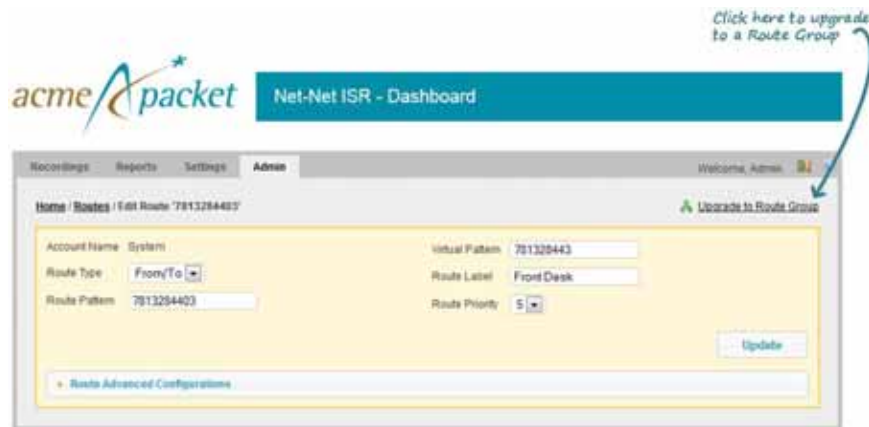 Click here to upgrade
to a Route Group
acme packet
Net-Net ISR - Dashboard
Recordings Reports Settings Admin
Welcome, Admin
Home / Routes / Edit Route '7813284403'
Upgrade to Route Group
Account Name System
Virtual Pattern 781328443
Route Type From/To
Route Label Front Desk
Route Pattern 7813284403
Route Priority 5
Update
Route Advanced Configurations